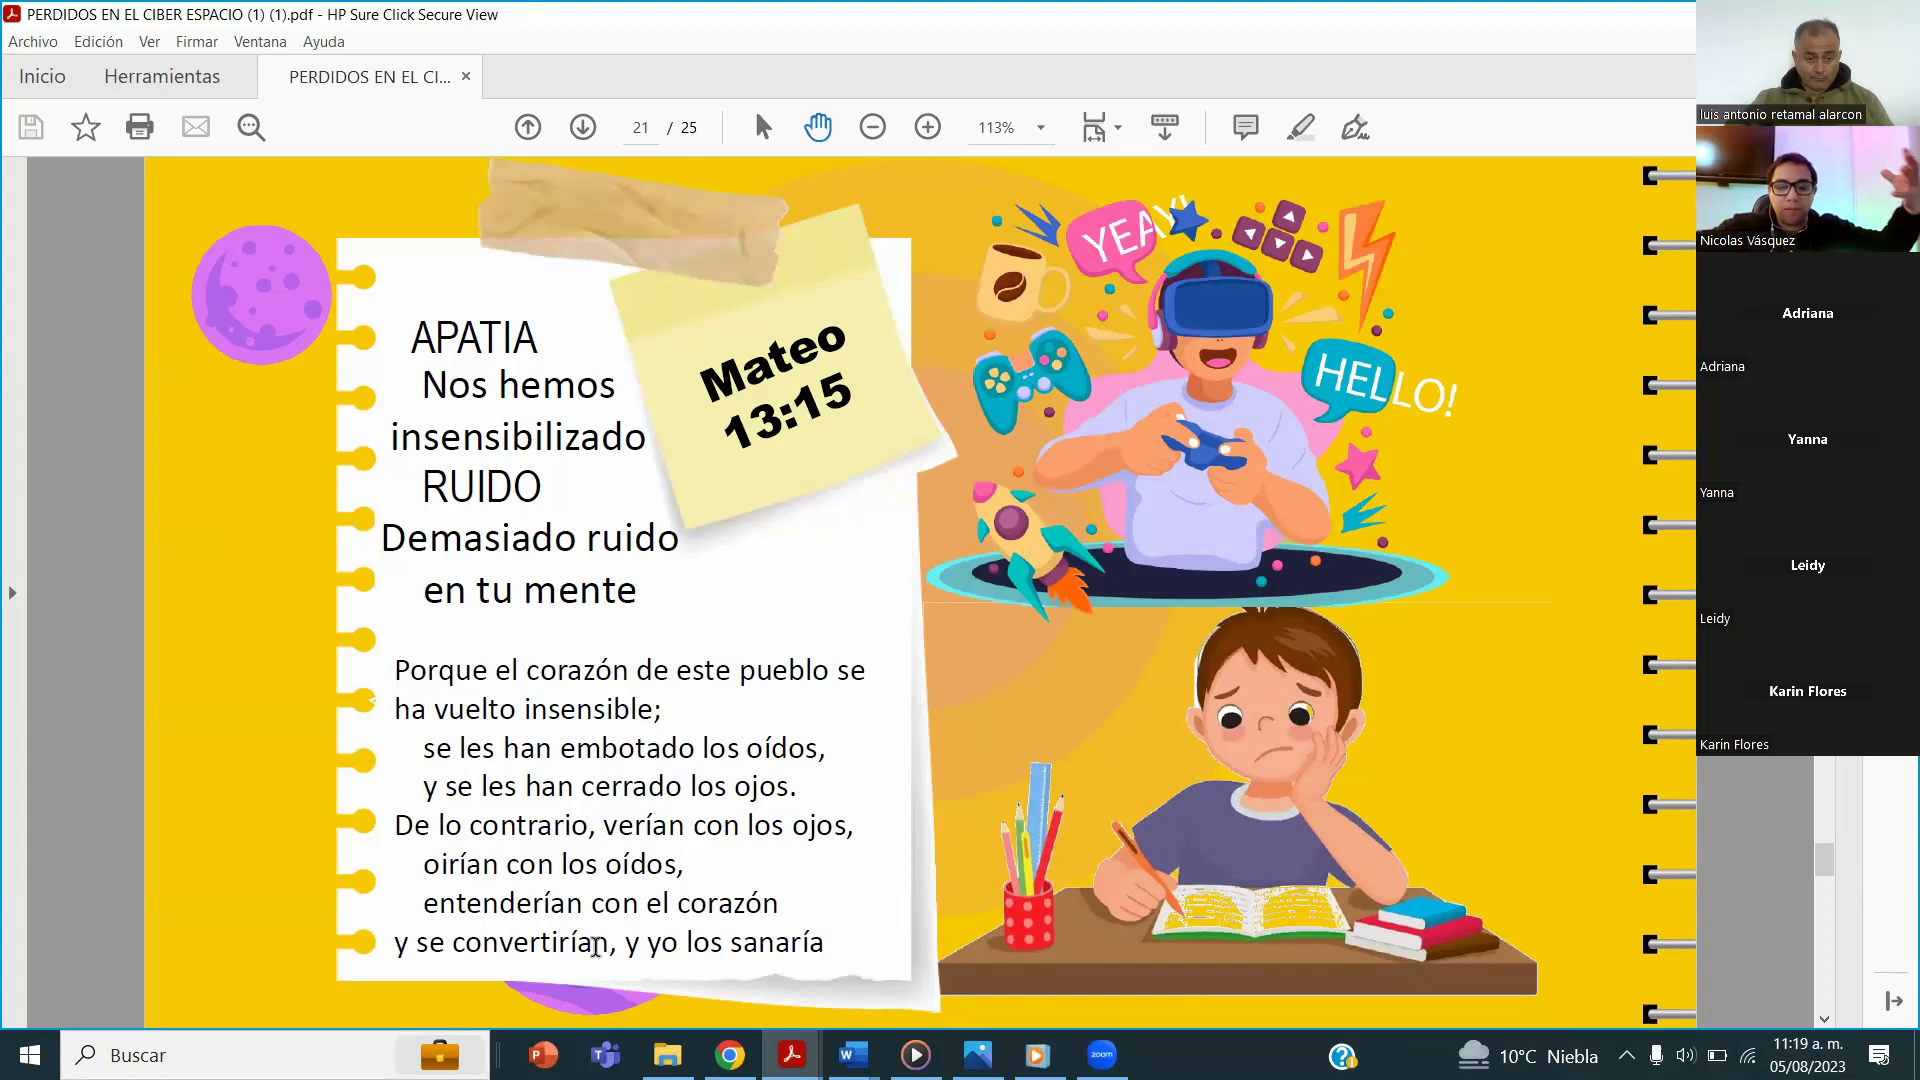 PERDIDOS EN EL CIBER ESPACIO (1) (1).pdf - HP Sure Click Secure View
Archivo Edición Ver Firmar Ventana Ayuda
Inicio Herramientas PERDIDOS EN EL CI... ×
21 / 25 113%
APATIA
Nos hemos
insensibilizado
RUIDO
Demasiado ruido
en tu mente
Mateo
13:15
Porque el corazón de este pueblo se
ha vuelto insensible;
se les han embotado los oídos,
y se les han cerrado los ojos.
De lo contrario, verían con los ojos,
oirían con los oídos,
entenderían con el corazón
y se convertirían, y yo los sanaría
YEAY!
HELLO!
luis antonio retamal alarcon
Nicolas Vásquez
Adriana
Adriana
Yanna
Yanna
Leidy
Leidy
Karin Flores
Karin Flores
Buscar
zoom
10°C Niebla
11:19 a. m.
05/08/2023